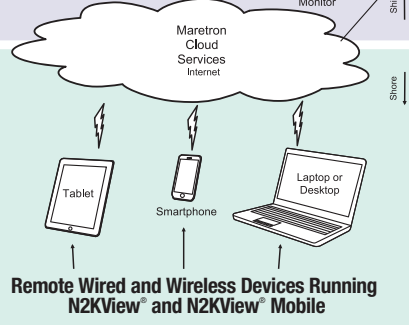 Monitor
Maretron
Cloud
Services
Internet
Shore
Tablet
Smartphone
Laptop or
Desktop
Remote Wired and Wireless Devices Running
N2KView® and N2KView® Mobile